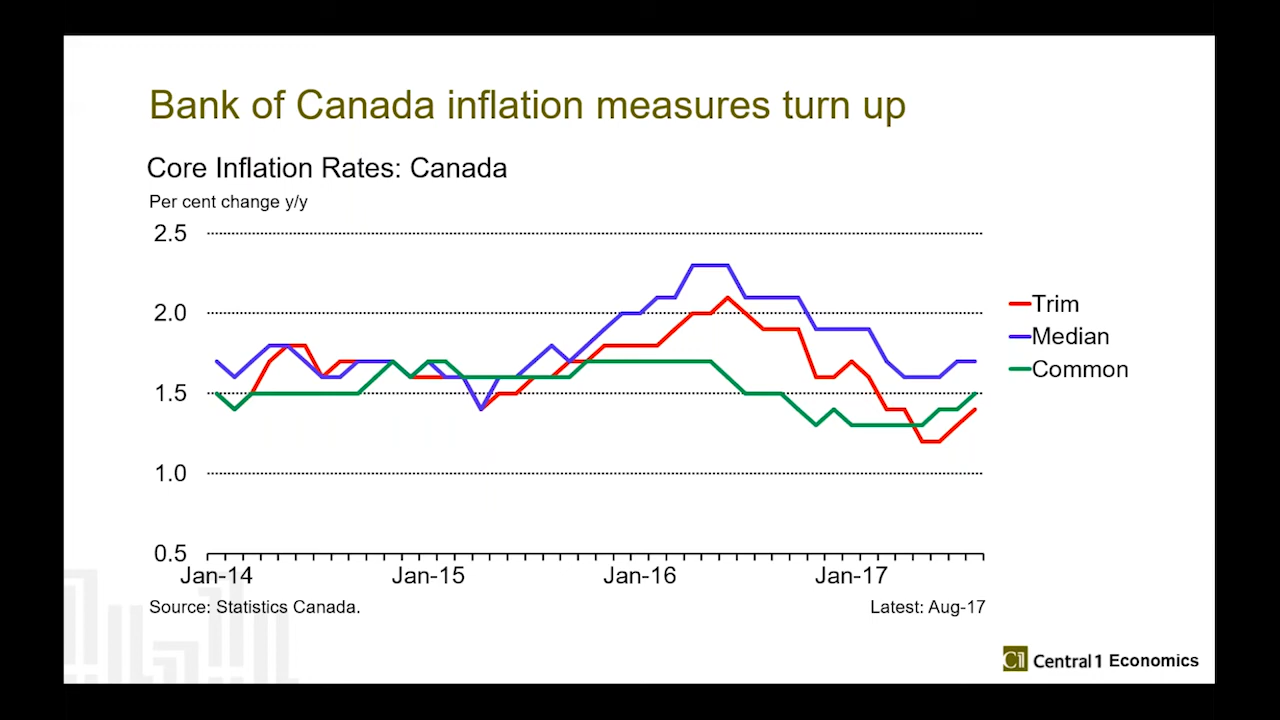 Bank of Canada inflation measures turn up
Core Inflation Rates: Canada
Per cent change y/y
2.5
2.0
1.5
1.0
0.5
Trim
Median
Common
Jan-14 Jan-15 Jan-16 Jan-17
Source: Statistics Canada. Latest: Aug-17
C1 Central 1 Economics